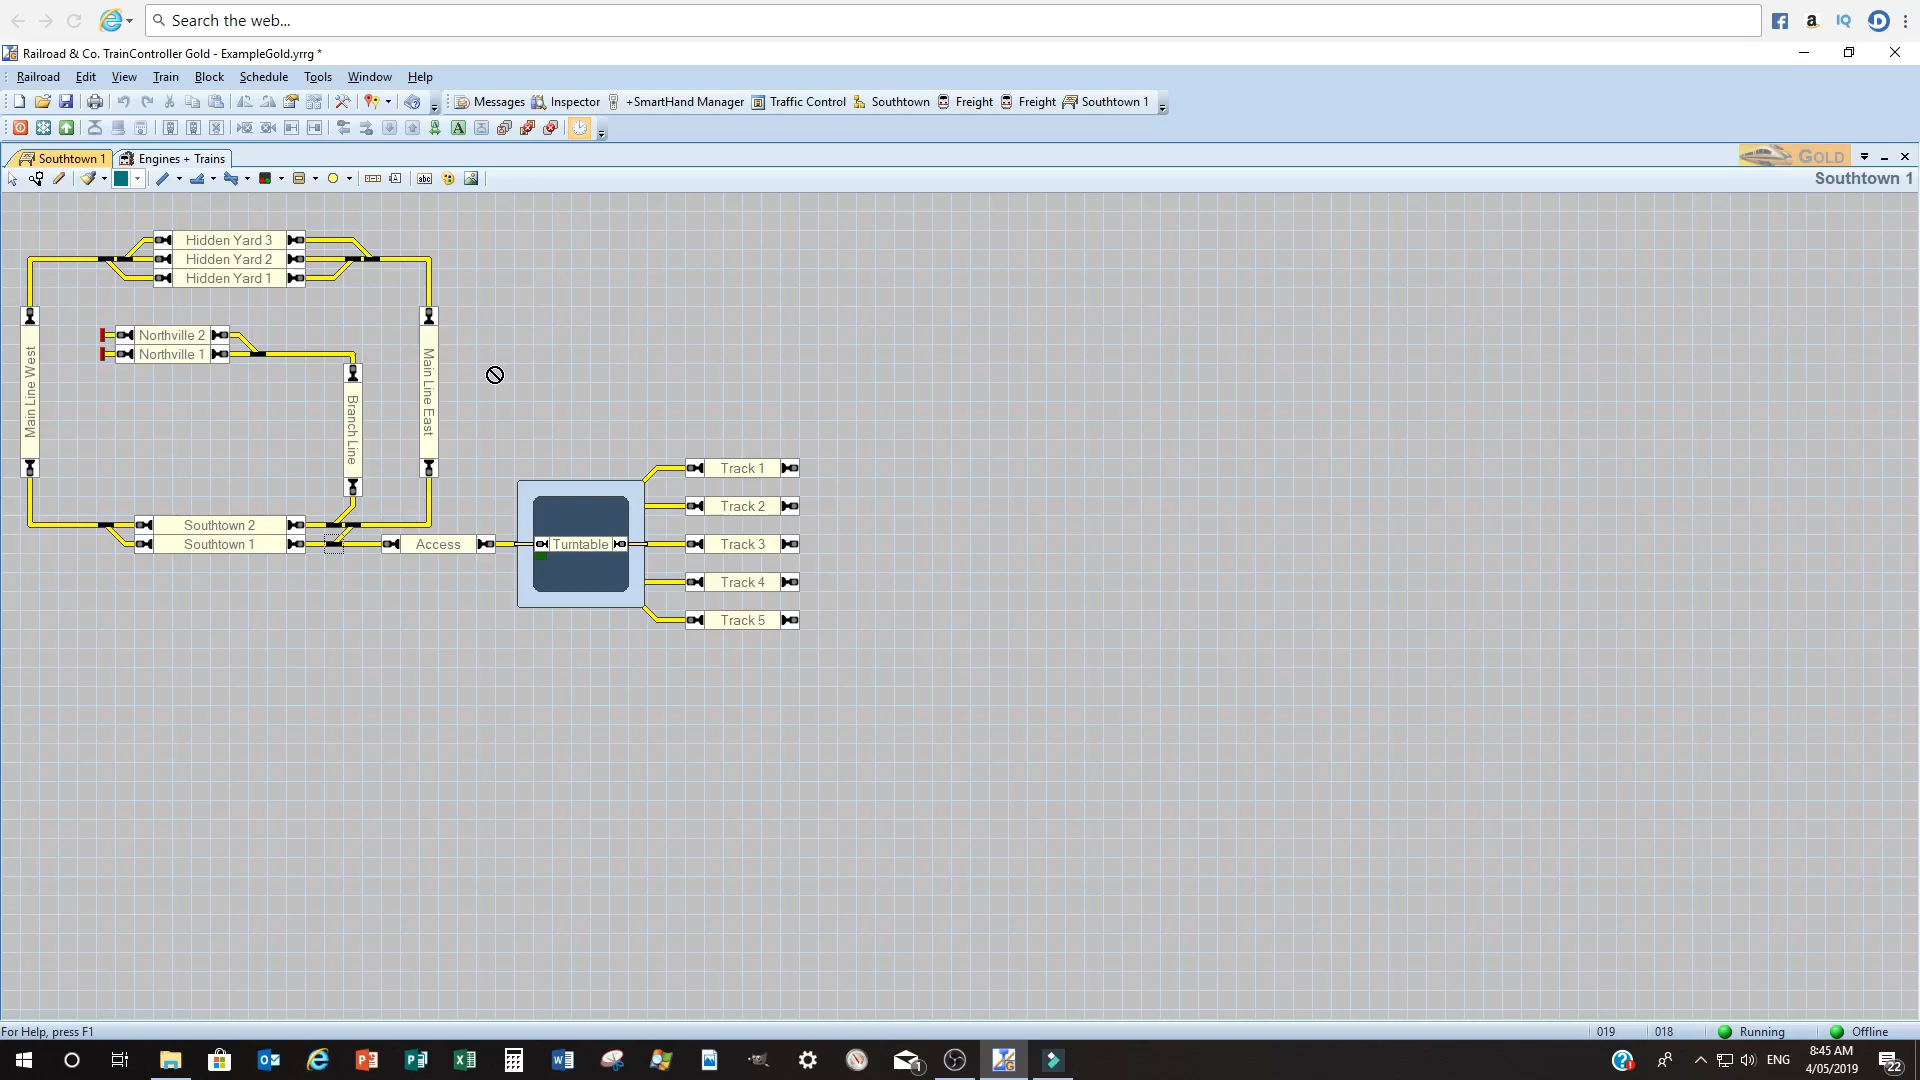 Search the web...
Railroad & Co. TrainController Gold - ExampleGold.yrrg *
Railroad Edit View Train Block Schedule Tools Window Help
Messages Inspector +SmartHand Manager Traffic Control Southtown Freight Freight Southtown 1
Southtown 1 Engines + Trains
GOLD
abc
Southtown 1
Hidden Yard 3
Hidden Yard 2
Hidden Yard 1
Northville 2
Northville 1
Main Line West
Branch Line
Main Line East
Southtown 2
Southtown 1
Access
Turntable
Track 1
Track 2
Track 3
Track 4
Track 5
For Help, press F1
019 018 Running Offline
ENG
8:45 AM
4/05/2019
22